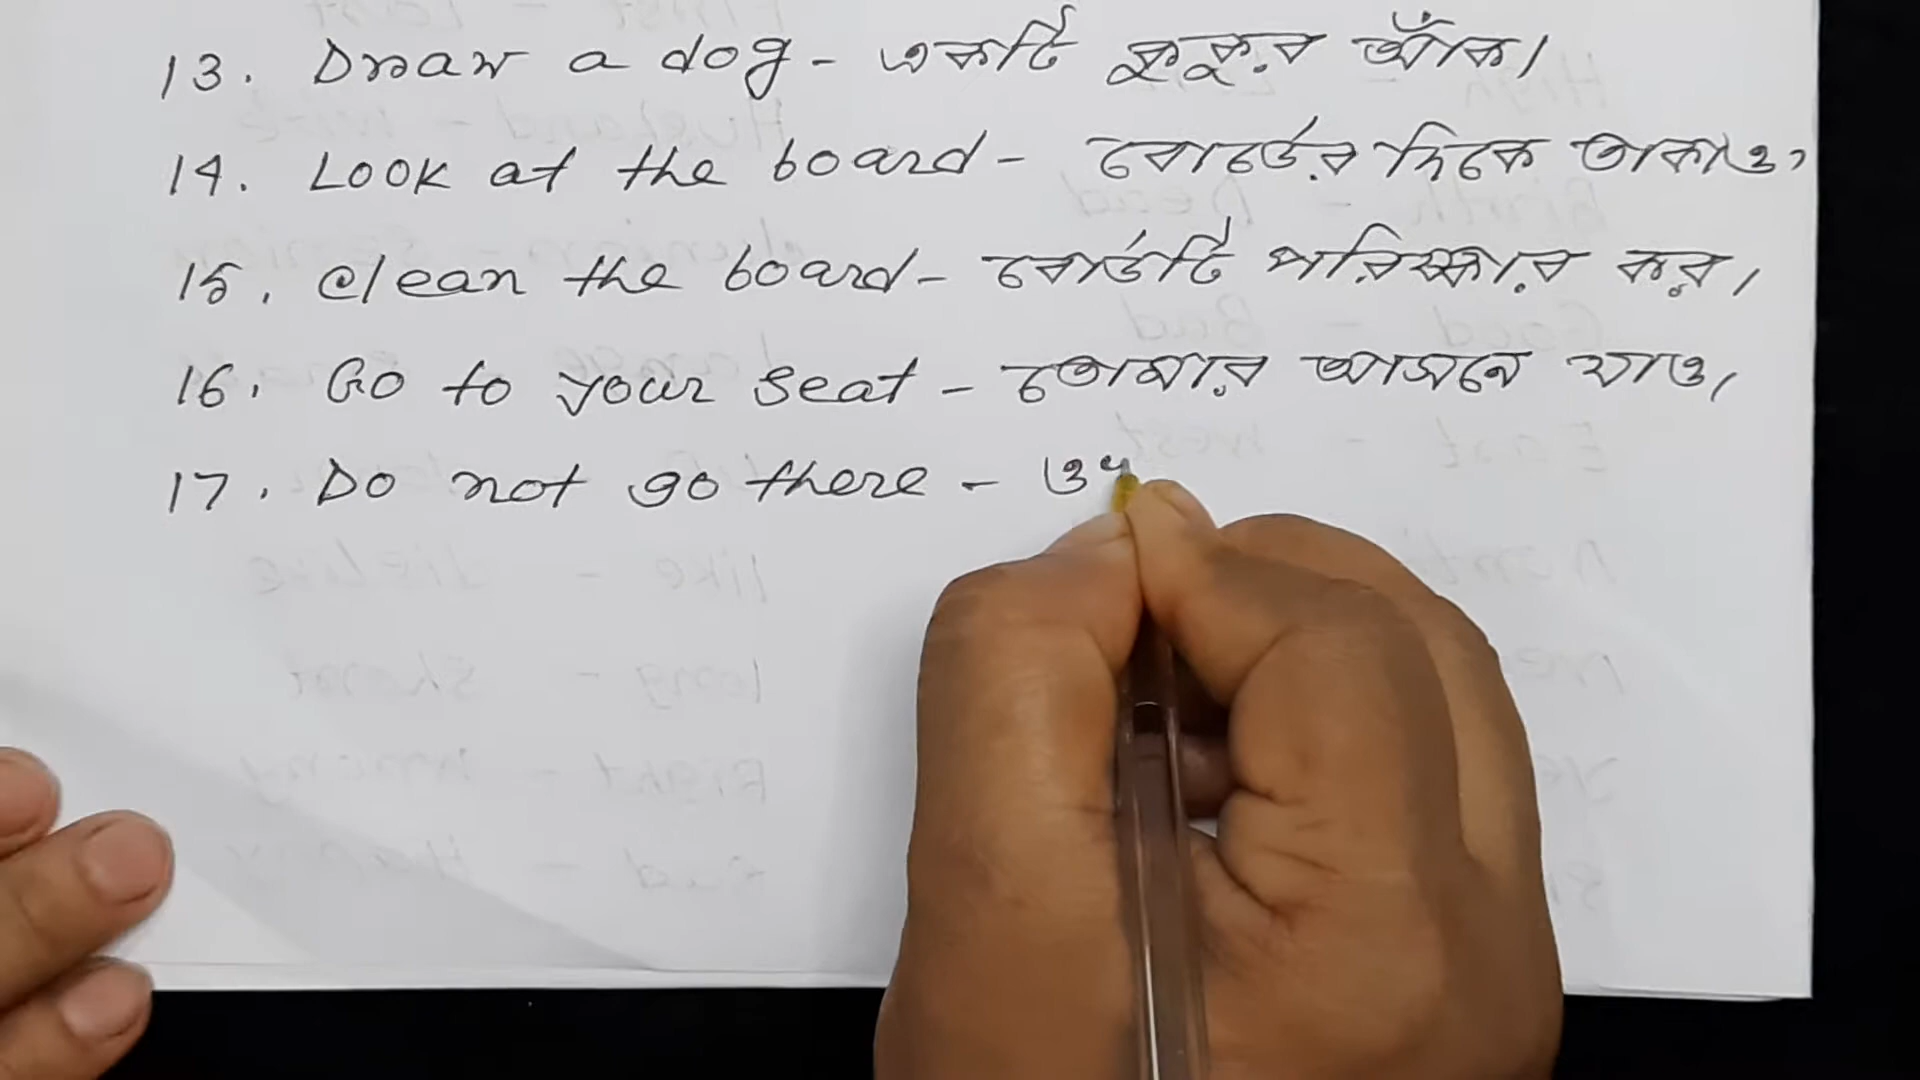 13. Draw a dog - একটি কুকুর আঁক।
14. Look at the board - বোর্ডের দিকে তাকাও,
15. Clean the board - বোর্ডটি পরিস্কার কর।
16. Go to your seat - তোমার আসনে যাও।
17. Do not go there -